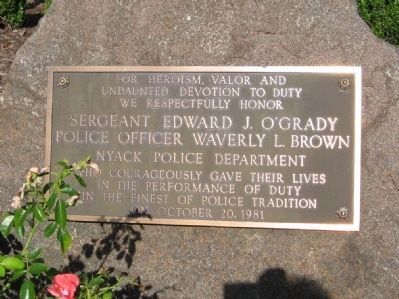 FOR HEROISM, VALOR AND
UNDAUNTED DEVOTION TO DUTY
WE RESPECTFULLY HONOR
SERGEANT EDWARD J. O'GRADY
POLICE OFFICER WAVERLY L. BROWN
NYACK POLICE DEPARTMENT
WHO COURAGEOUSLY GAVE THEIR LIVES
IN THE PERFORMANCE OF DUTY
IN THE FINEST OF POLICE TRADITION
ON OCTOBER 20, 1981